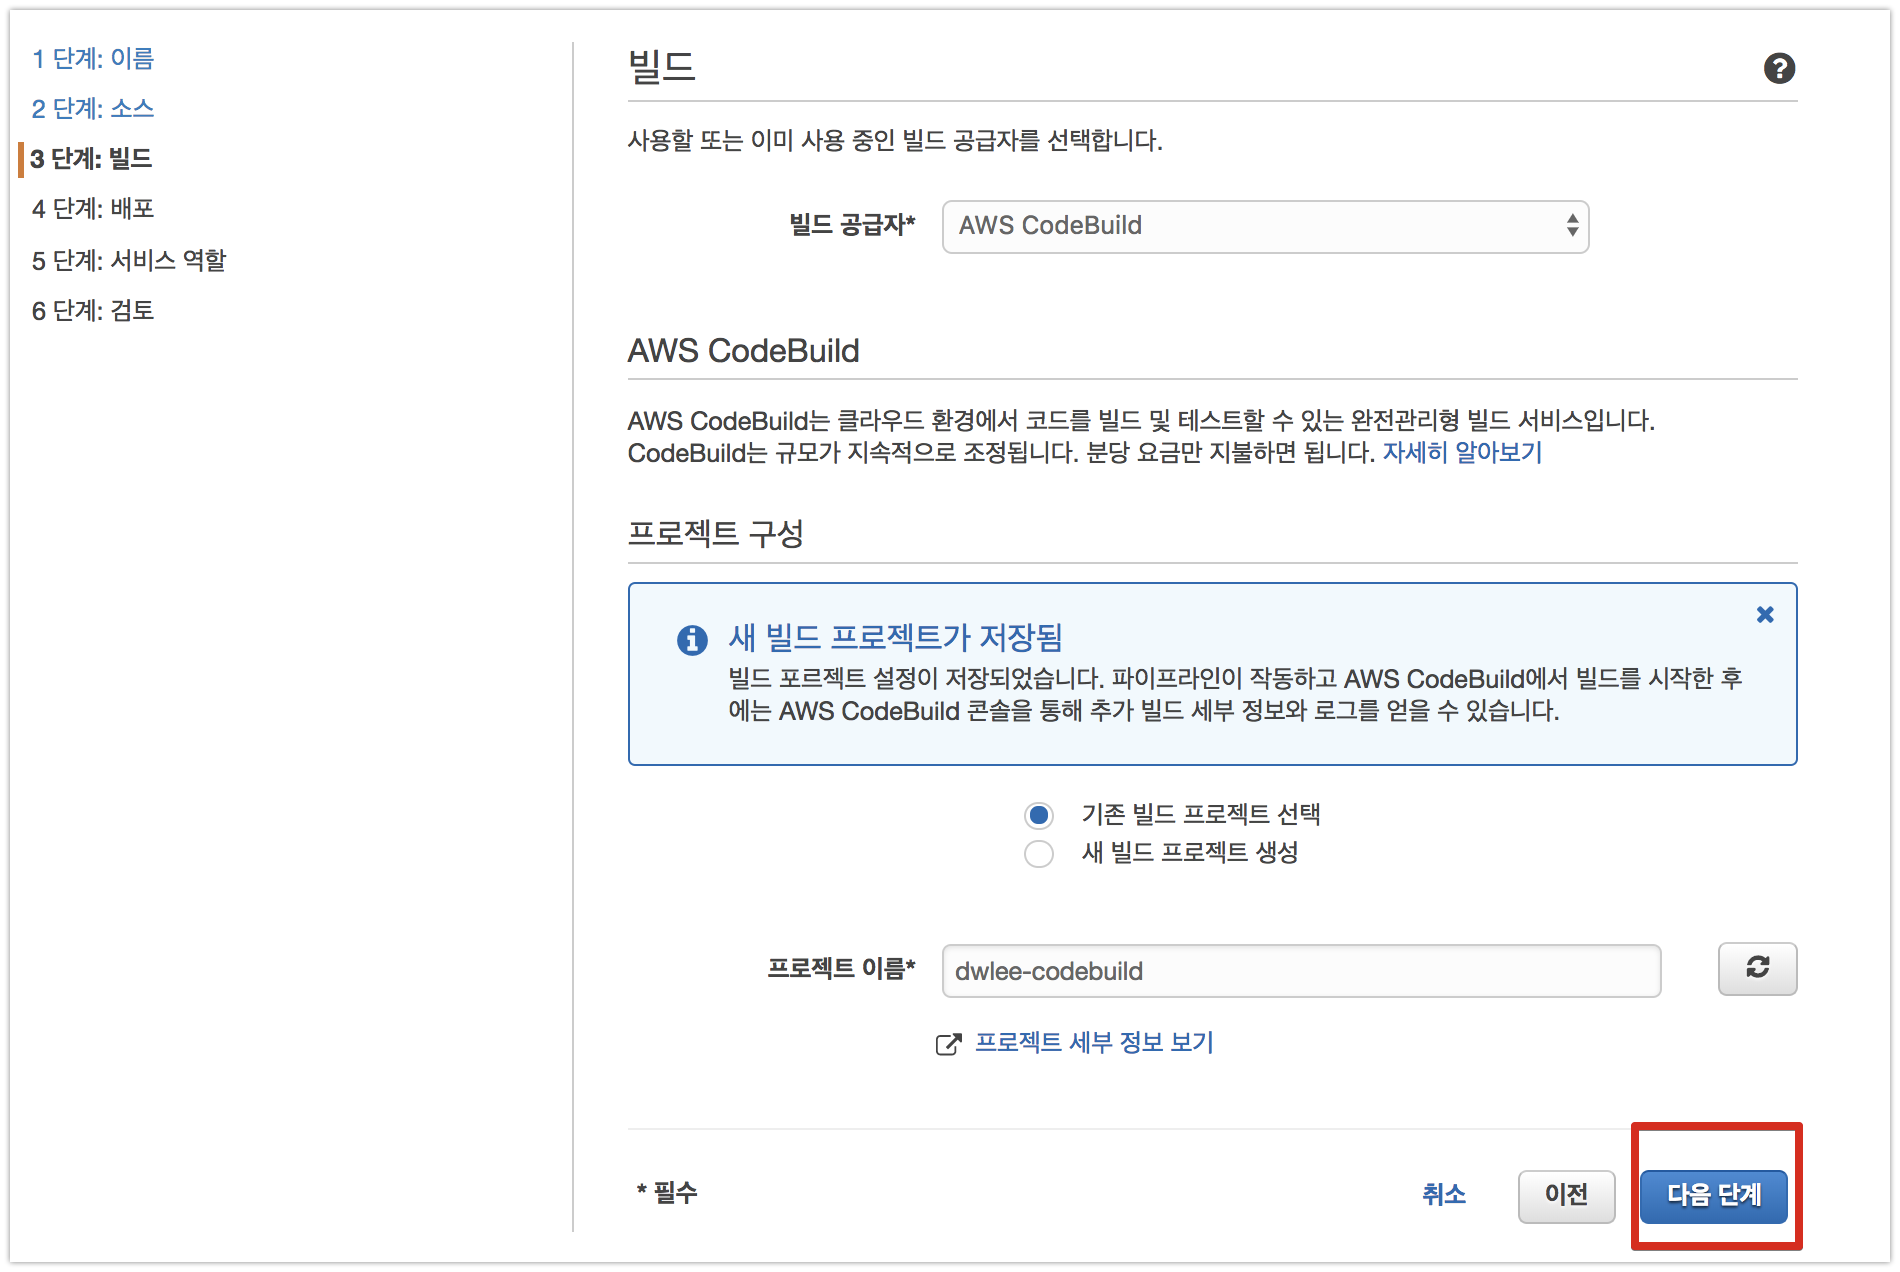 1 단계: 이름
2 단계: 소스
3 단계: 빌드
4 단계: 배포
5 단계: 서비스 역할
6 단계: 검토
빌드
사용할 또는 이미 사용 중인 빌드 공급자를 선택합니다.
빌드 공급자* AWS CodeBuild
AWS CodeBuild
AWS CodeBuild는 클라우드 환경에서 코드를 빌드 및 테스트할 수 있는 완전관리형 빌드 서비스입니다.
CodeBuild는 규모가 지속적으로 조정됩니다. 분당 요금만 지불하면 됩니다. 자세히 알아보기
프로젝트 구성
새 빌드 프로젝트가 저장됨
빌드 포르젝트 설정이 저장되었습니다. 파이프라인이 작동하고 AWS CodeBuild에서 빌드를 시작한 후
에는 AWS CodeBuild 콘솔을 통해 추가 빌드 세부 정보와 로그를 얻을 수 있습니다.
기존 빌드 프로젝트 선택
새 빌드 프로젝트 생성
프로젝트 이름* dwlee-codebuild
프로젝트 세부 정보 보기
* 필수 취소 이전 다음 단계